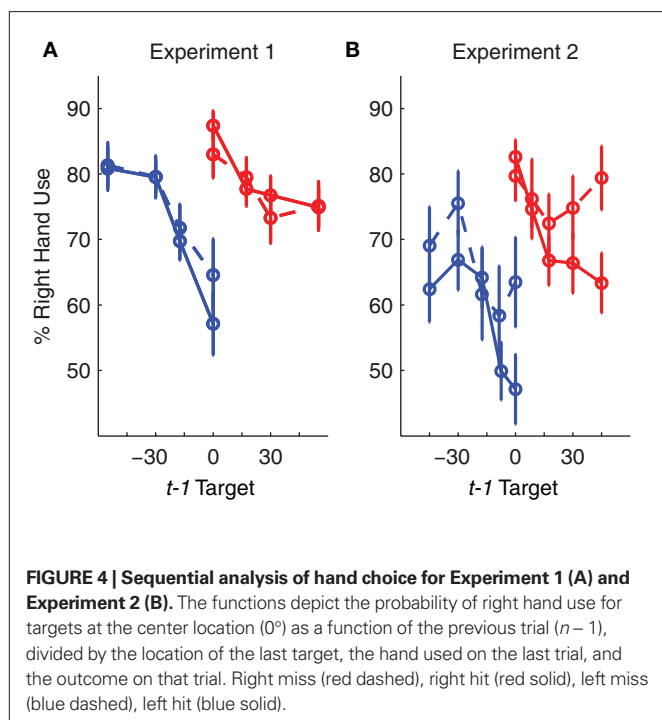 A Experiment 1 B Experiment 2
% Right Hand Use
90 90
80 80
70 70
60 60
50 50
−30 0 30 −30 0 30
t-1 Target t-1 Target
FIGURE 4 | Sequential analysis of hand choice for Experiment 1 (A) and
Experiment 2 (B). The functions depict the probability of right hand use for
targets at the center location (0°) as a function of the previous trial (n − 1),
divided by the location of the last target, the hand used on the last trial, and
the outcome on that trial. Right miss (red dashed), right hit (red solid), left miss
(blue dashed), left hit (blue solid).